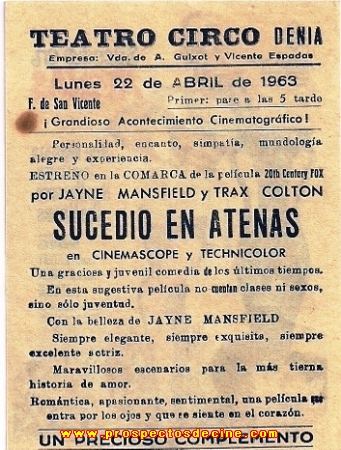 TEATRO CIRCO DENIA
Empresa: Vda. de A. Guixot y Vicente Espadas
Lunes 22 de ABRIL de 1963
F. de San Vicente Primer: pase a las 5 tarde
¡Grandioso Acontecimiento Cinematográfico!
Personalidad, encanto, simpatía, mundología
alegre y experiencia.
ESTRENO en la COMARCA de la película 20th Century FOX
por JAYNE MANSFIELD y TRAX COLTON
SUCEDIO EN ATENAS
en CINEMASCOPE y TECHNICOLOR
Una graciosa y juvenil comedia de los últimos tiempos.
En esta sugestiva película no cuentan clases ni sexos,
sino sólo juventud.
Con la belleza de JAYNE MANSFIELD
Siempre elegante, siempre exquisita, siempre
excelente actriz.
Maravillosos escenarios para la más tierna
historia de amor.
Romántica, apasionante, sentimental, una película que
entra por los ojos y que se siente en el corazón.
UN PRECIOSO COMPLEMENTO
www.prospectosdecine.com